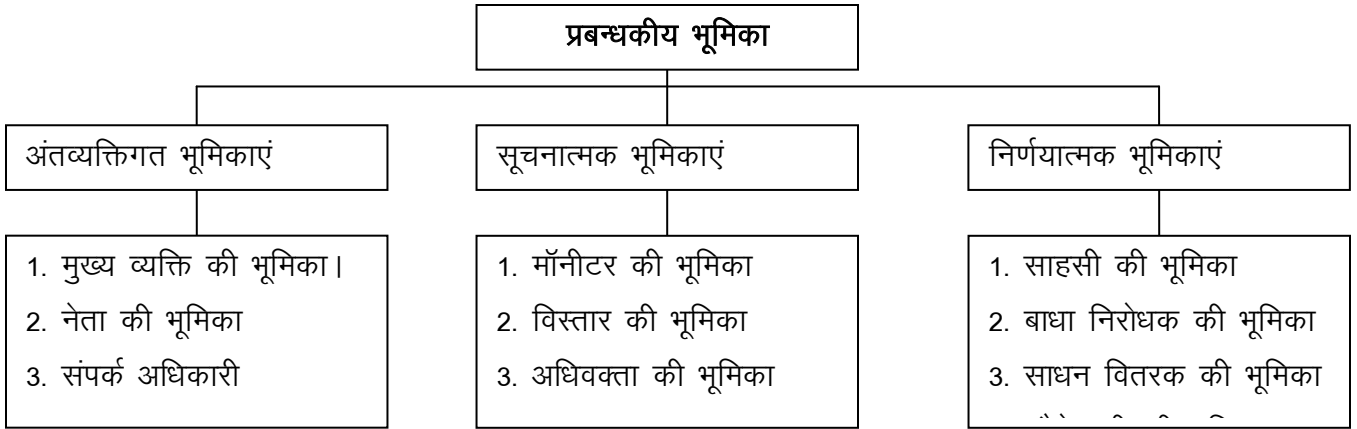 प्रबन्धकीय भूमिका
अंतव्यक्तिगत भूमिकाएं
सूचनात्मक भूमिकाएं
निर्णयात्मक भूमिकाएं
1. मुख्य व्यक्ति की भूमिका।
2. नेता की भूमिका
3. संपर्क अधिकारी
1. मॉनीटर की भूमिका
2. विस्तार की भूमिका
3. अधिवक्ता की भूमिका
1. साहसी की भूमिका
2. बाधा निरोधक की भूमिका
3. साधन वितरक की भूमिका